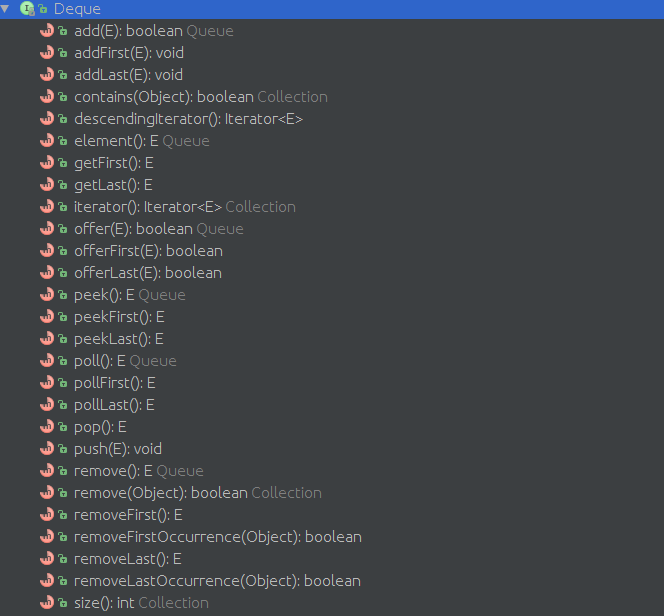 Deque
add(E): boolean Queue
addFirst(E): void
addLast(E): void
contains(Object): boolean Collection
descendingIterator(): Iterator<E>
element(): E Queue
getFirst(): E
getLast(): E
iterator(): Iterator<E> Collection
offer(E): boolean Queue
offerFirst(E): boolean
offerLast(E): boolean
peek(): E Queue
peekFirst(): E
peekLast(): E
poll(): E Queue
pollFirst(): E
pollLast(): E
pop(): E
push(E): void
remove(): E Queue
remove(Object): boolean Collection
removeFirst(): E
removeFirstOccurrence(Object): boolean
removeLast(): E
removeLastOccurrence(Object): boolean
size(): int Collection